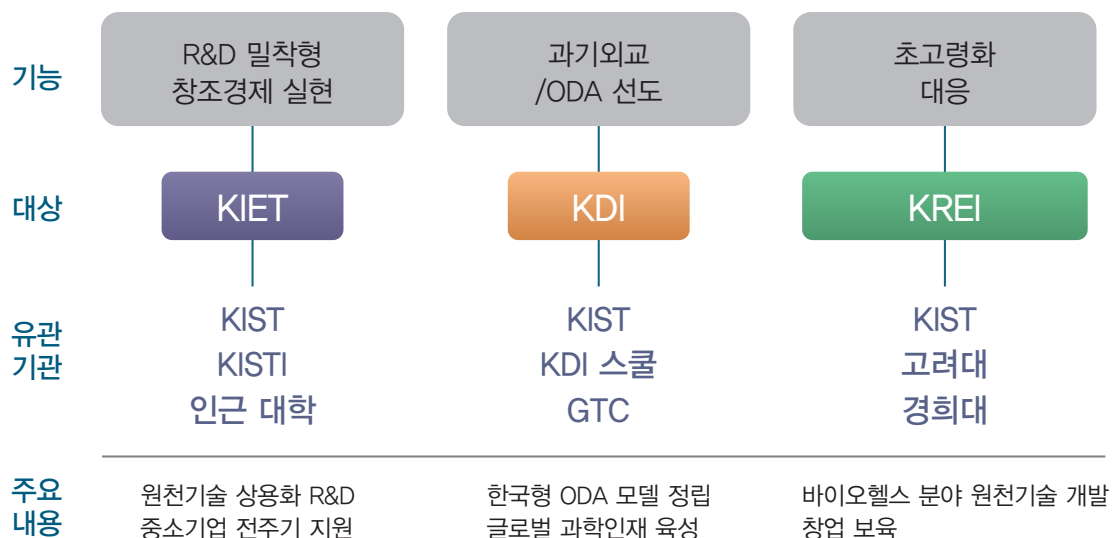 기능
R&D 밀착형
창조경제 실현
과기외교
/ODA 선도
초고령화
대응
대상
KIET
KDI
KREI
유관
기관
KIST
KISTI
인근 대학
KIST
KDI 스쿨
GTC
KIST
고려대
경희대
주요
내용
원천기술 상용화 R&D
중소기업 전주기 지원
한국형 ODA 모델 정립
글로벌 과학인재 육성
바이오헬스 분야 원천기술 개발
창업 보육